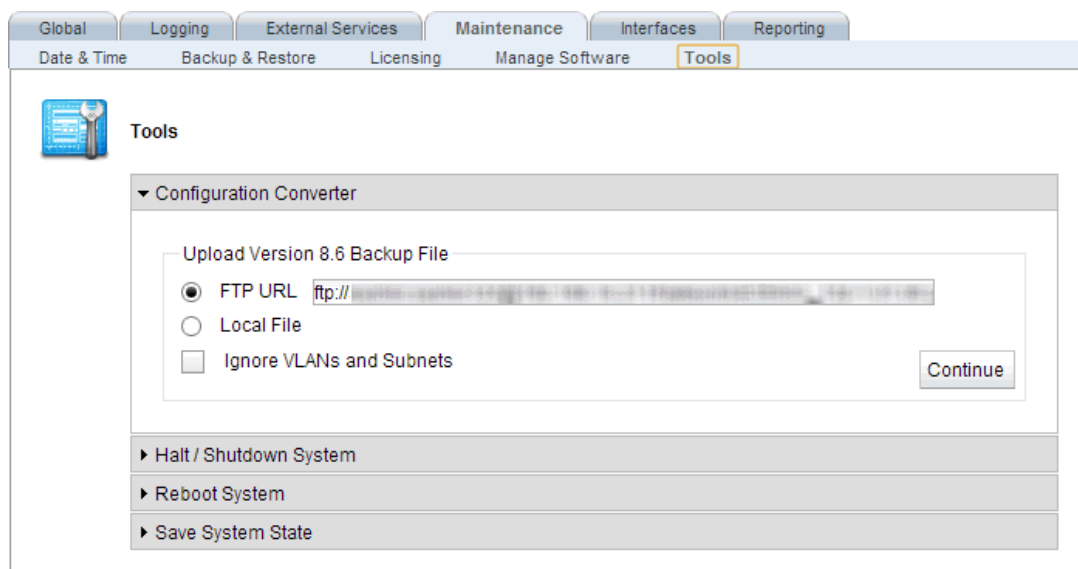 Global Logging External Services Maintenance Interfaces Reporting
Date & Time Backup & Restore Licensing Manage Software Tools
Tools
Configuration Converter
Upload Version 8.6 Backup File
FTP URL ftp://
Local File
Ignore VLANs and Subnets
Continue
Halt / Shutdown System
Reboot System
Save System State